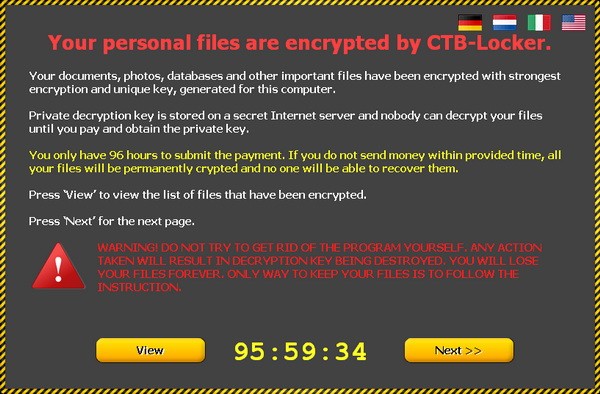 Your personal files are encrypted by CTB-Locker.
Your documents, photos, databases and other important files have been encrypted with strongest
encryption and unique key, generated for this computer.
Private decryption key is stored on a secret Internet server and nobody can decrypt your files
until you pay and obtain the private key.
You only have 96 hours to submit the payment. If you do not send money within provided time, all
your files will be permanently crypted and no one will be able to recover them.
Press 'View' to view the list of files that have been encrypted.
Press 'Next' for the next page.
WARNING! DO NOT TRY TO GET RID OF THE PROGRAM YOURSELF. ANY ACTION
TAKEN WILL RESULT IN DECRYPTION KEY BEING DESTROYED. YOU WILL LOSE
YOUR FILES FOREVER. ONLY WAY TO KEEP YOUR FILES IS TO FOLLOW THE
INSTRUCTION.
View
95:59:34
Next >>